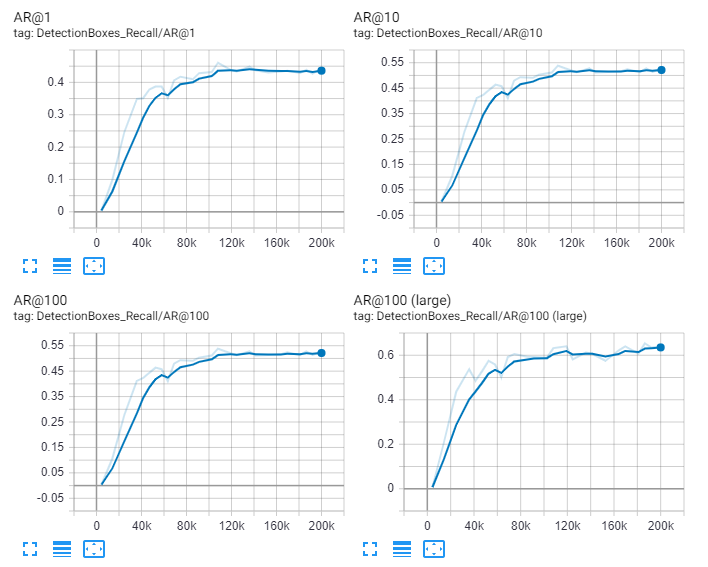 AR@1
tag: DetectionBoxes_Recall/AR@1
0.4
0.3
0.2
0.1
0
0 40k 80k 120k 160k 200k
AR@10
tag: DetectionBoxes_Recall/AR@10
0.55
0.45
0.35
0.25
0.15
0.05
-0.05
0 40k 80k 120k 160k 200k
AR@100
tag: DetectionBoxes_Recall/AR@100
0.55
0.45
0.35
0.25
0.15
0.05
-0.05
0 40k 80k 120k 160k 200k
AR@100 (large)
tag: DetectionBoxes_Recall/AR@100 (large)
0.6
0.4
0.2
0
0 40k 80k 120k 160k 200k